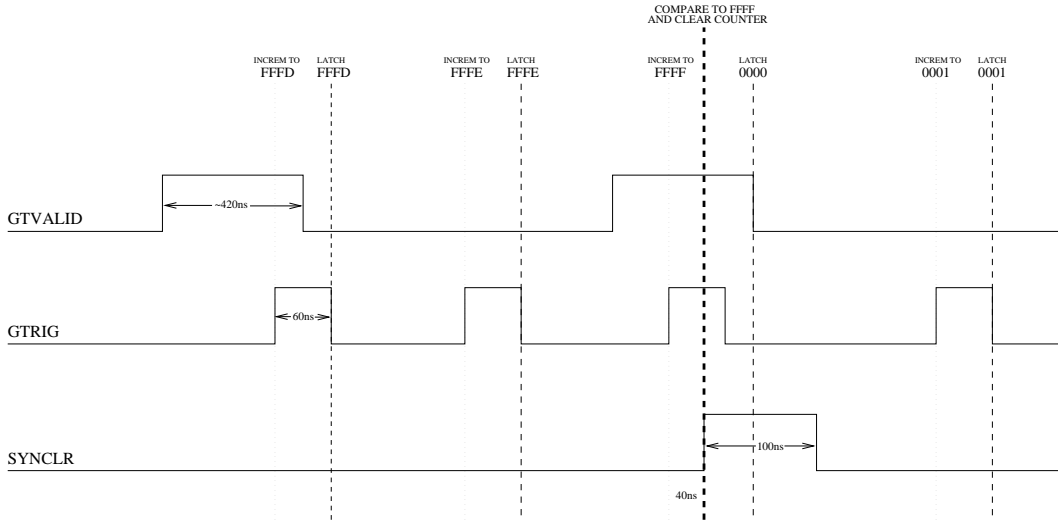 COMPARE TO FFFF
AND CLEAR COUNTER
INCREM TO LATCH INCREM TO LATCH INCREM TO LATCH INCREM TO LATCH
FFFD FFFD FFFE FFFE FFFF 0000 0001 0001
~420ns
GTVALID
60ns
GTRIG
100ns
SYNCLR
40ns